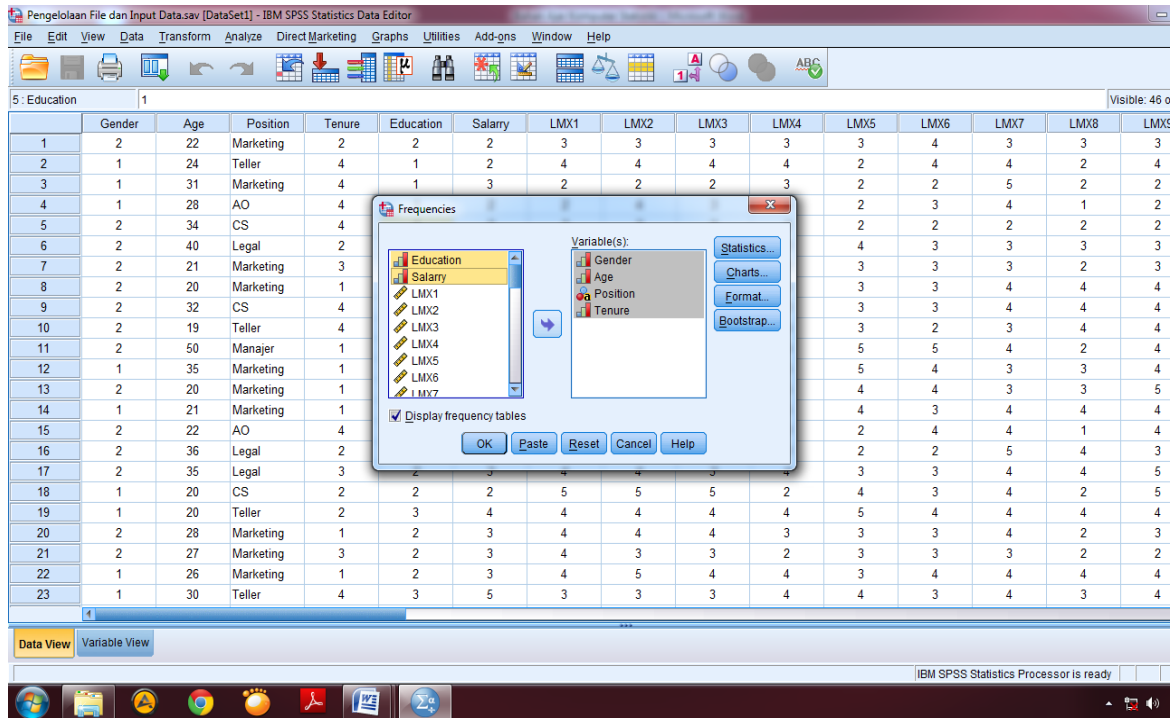 Pengelolaan File dan Input Data.sav [DataSet1] - IBM SPSS Statistics Data Editor
File Edit View Data Transform Analyze Direct Marketing Graphs Utilities Add-ons Window Help
5 : Education 1 Visible: 46 o
Gender Age Position Tenure Education Salarry LMX1 LMX2 LMX3 LMX4 LMX5 LMX6 LMX7 LMX8 LMX9
1 2 22 Marketing 2 2 2 3 3 3 3 3 4 3 3 3
2 1 24 Teller 4 1 2 4 4 4 4 2 4 4 2 4
3 1 31 Marketing 4 1 3 2 2 2 3 2 2 5 2 2
4 1 28 AO 4 2 3 4 1 2
5 2 34 CS 4 2 2 2 2 2
6 2 40 Legal 2 4 3 3 3 3
7 2 21 Marketing 3 3 3 3 2 3
8 2 20 Marketing 1 3 3 4 4 4
9 2 32 CS 4 3 3 4 4 4
10 2 19 Teller 4 3 2 3 4 4
11 2 50 Manajer 1 5 5 4 2 4
12 1 35 Marketing 1 5 4 3 3 4
13 2 20 Marketing 1 4 4 3 3 5
14 1 21 Marketing 1 4 3 4 4 4
15 2 22 AO 4 2 4 4 1 4
16 2 36 Legal 2 2 2 5 4 3
17 2 35 Legal 3 2 3 4 4 3 4 3 3 4 4 5
18 1 20 CS 2 2 2 5 5 5 2 4 3 4 2 5
19 1 20 Teller 2 3 4 4 4 4 4 5 4 4 4 4
20 2 28 Marketing 1 2 3 4 4 4 3 3 3 4 2 3
21 2 27 Marketing 3 2 3 4 3 3 2 3 3 3 2 2
22 1 26 Marketing 1 2 3 4 5 4 4 3 4 4 4 4
23 1 30 Teller 4 3 5 3 3 3 4 4 3 4 3 4
Frequencies
Variable(s):
Education
Salarry
LMX1
LMX2
LMX3
LMX4
LMX5
LMX6
LMX7
Gender
Age
Position
Tenure
Statistics...
Charts...
Format...
Bootstrap...
Display frequency tables
OK Paste Reset Cancel Help
Data View Variable View
IBM SPSS Statistics Processor is ready